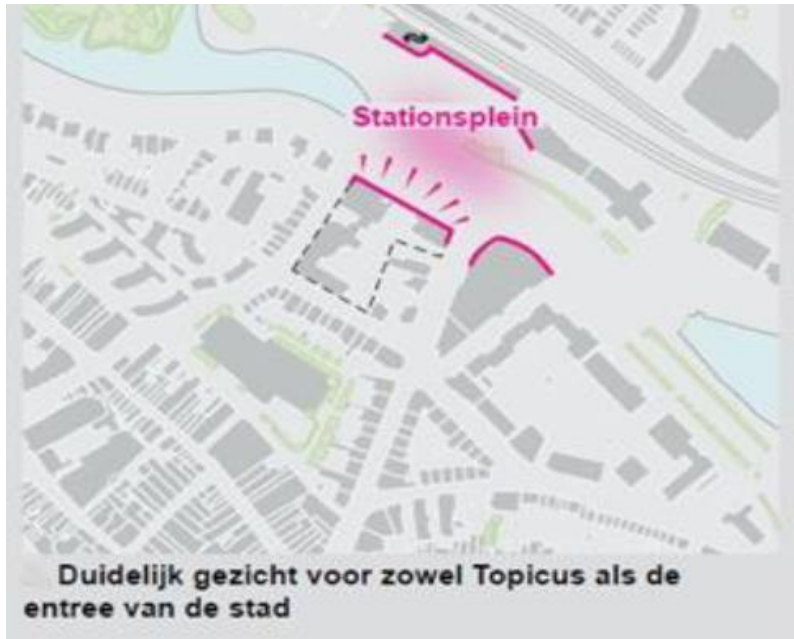 Stationsplein
Duidelijk gezicht voor zowel Topicus als de
entree van de stad